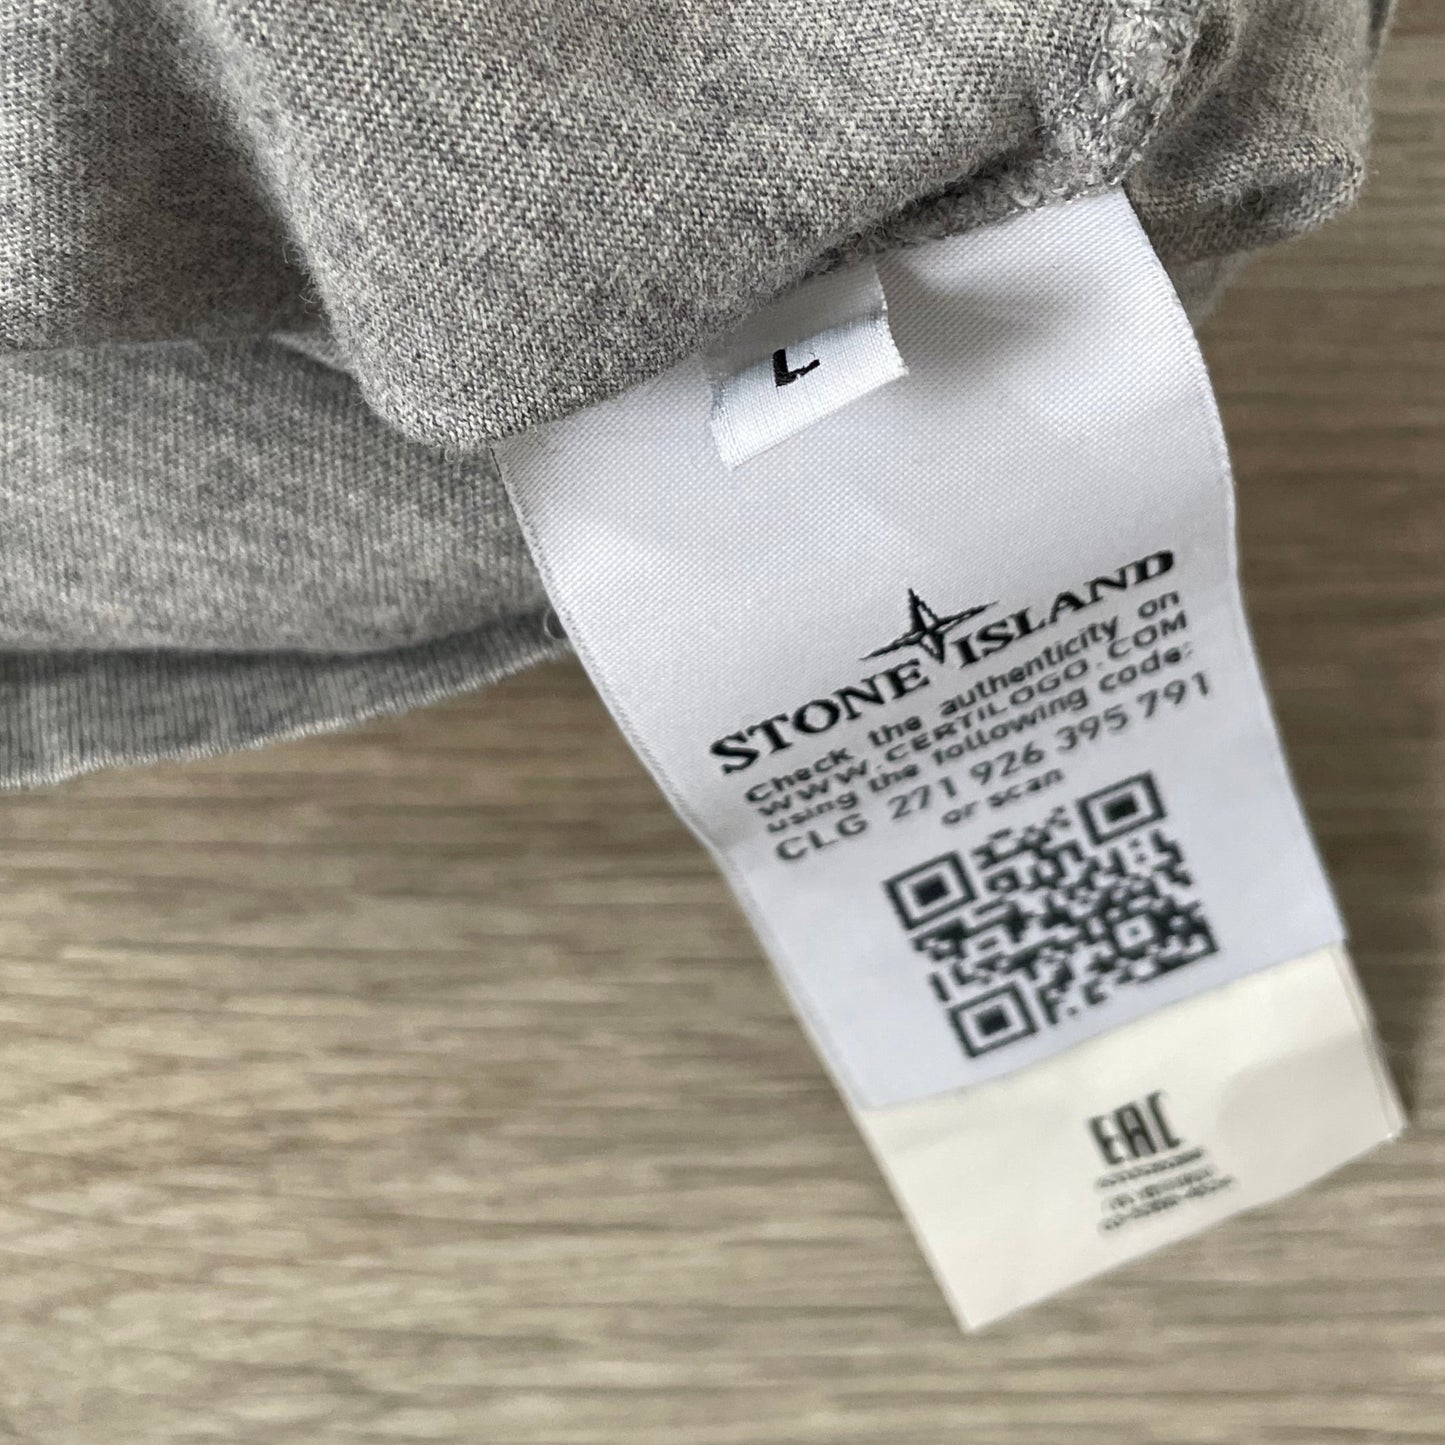 L
STONE ISLAND
Check the authenticity on
WWW.CERTILOGO.COM
using the following code:
CLG 271 926 395 791
or scan
EAC